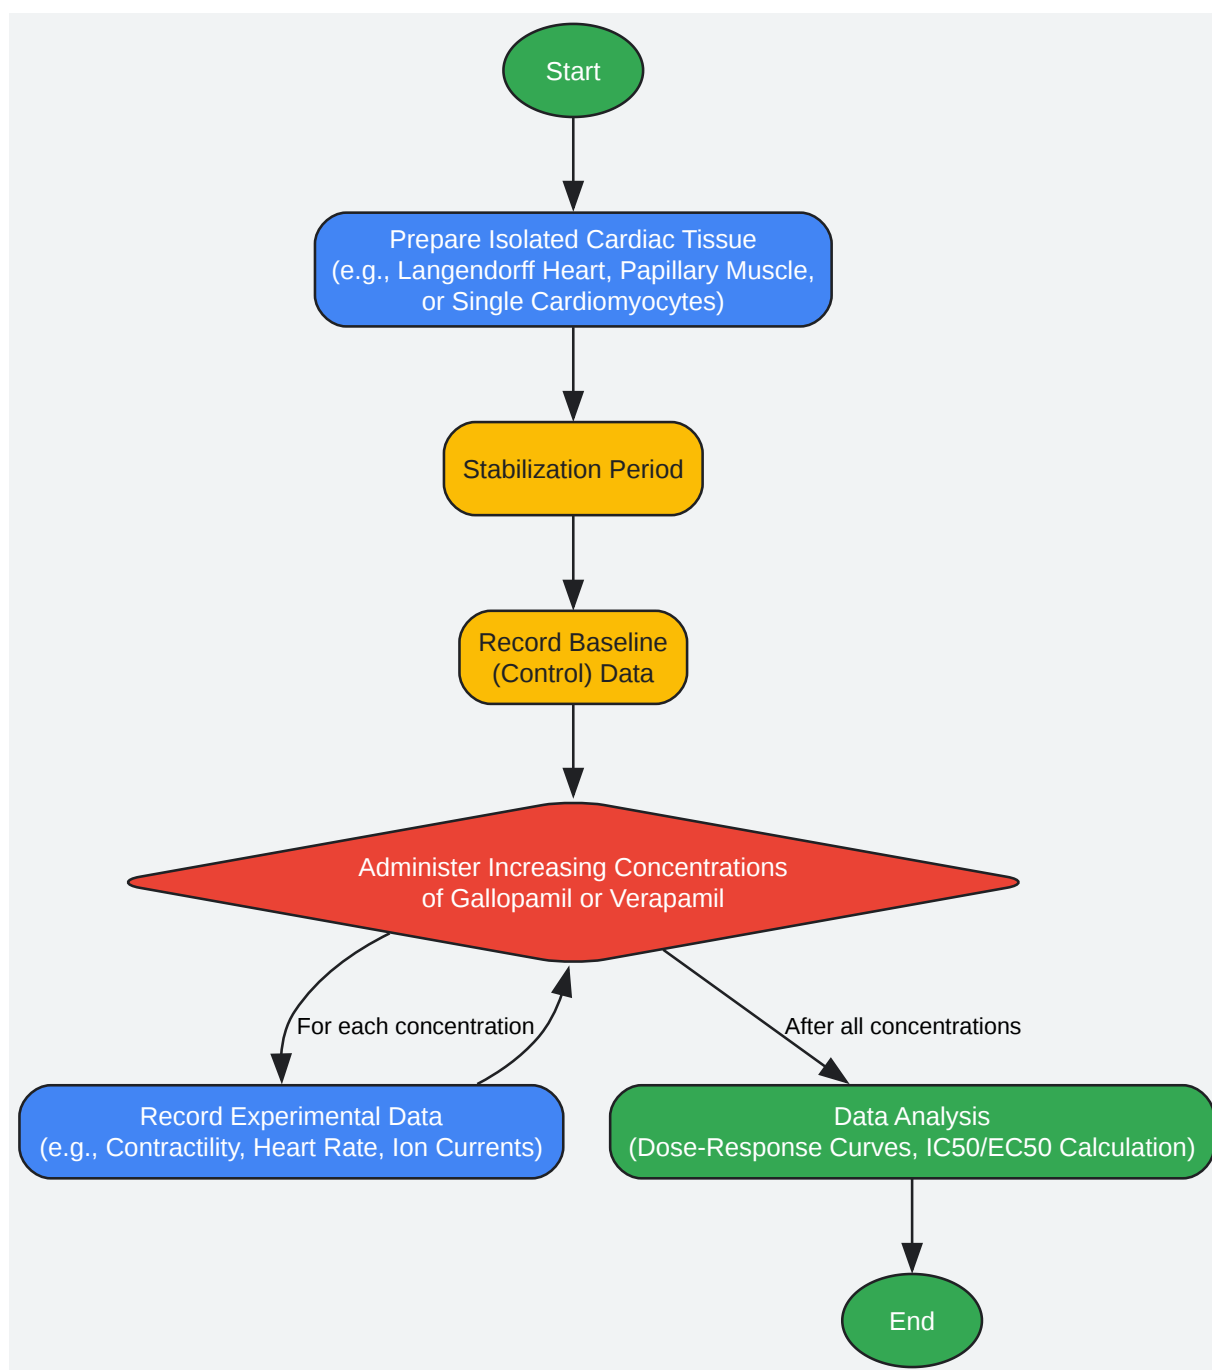 Start
Prepare Isolated Cardiac Tissue
(e.g., Langendorff Heart, Papillary Muscle,
or Single Cardiomyocytes)
Stabilization Period
Record Baseline
(Control) Data
Administer Increasing Concentrations
of Gallopamil or Verapamil
For each concentration
After all concentrations
Record Experimental Data
(e.g., Contractility, Heart Rate, Ion Currents)
Data Analysis
(Dose-Response Curves, IC50/EC50 Calculation)
End